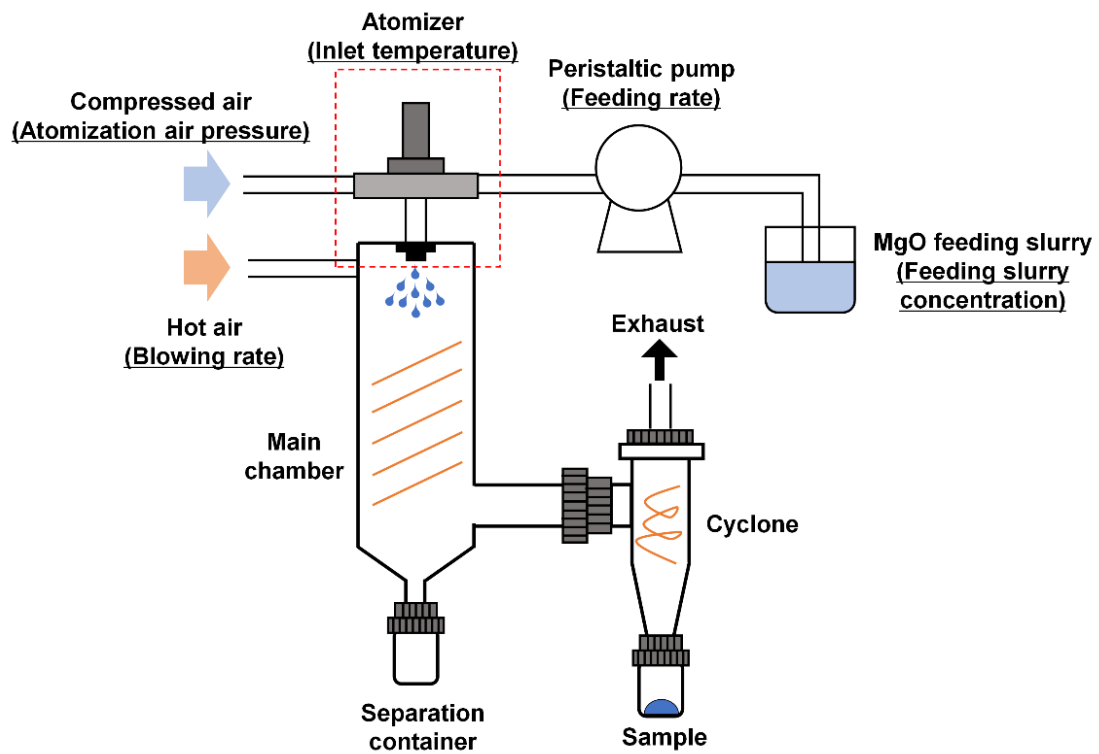 Atomizer
(Inlet temperature)
Peristaltic pump
(Feeding rate)
Compressed air
(Atomization air pressure)
MgO feeding slurry
(Feeding slurry
concentration)
Hot air
(Blowing rate)
Exhaust
Main
chamber
Cyclone
Separation
container
Sample